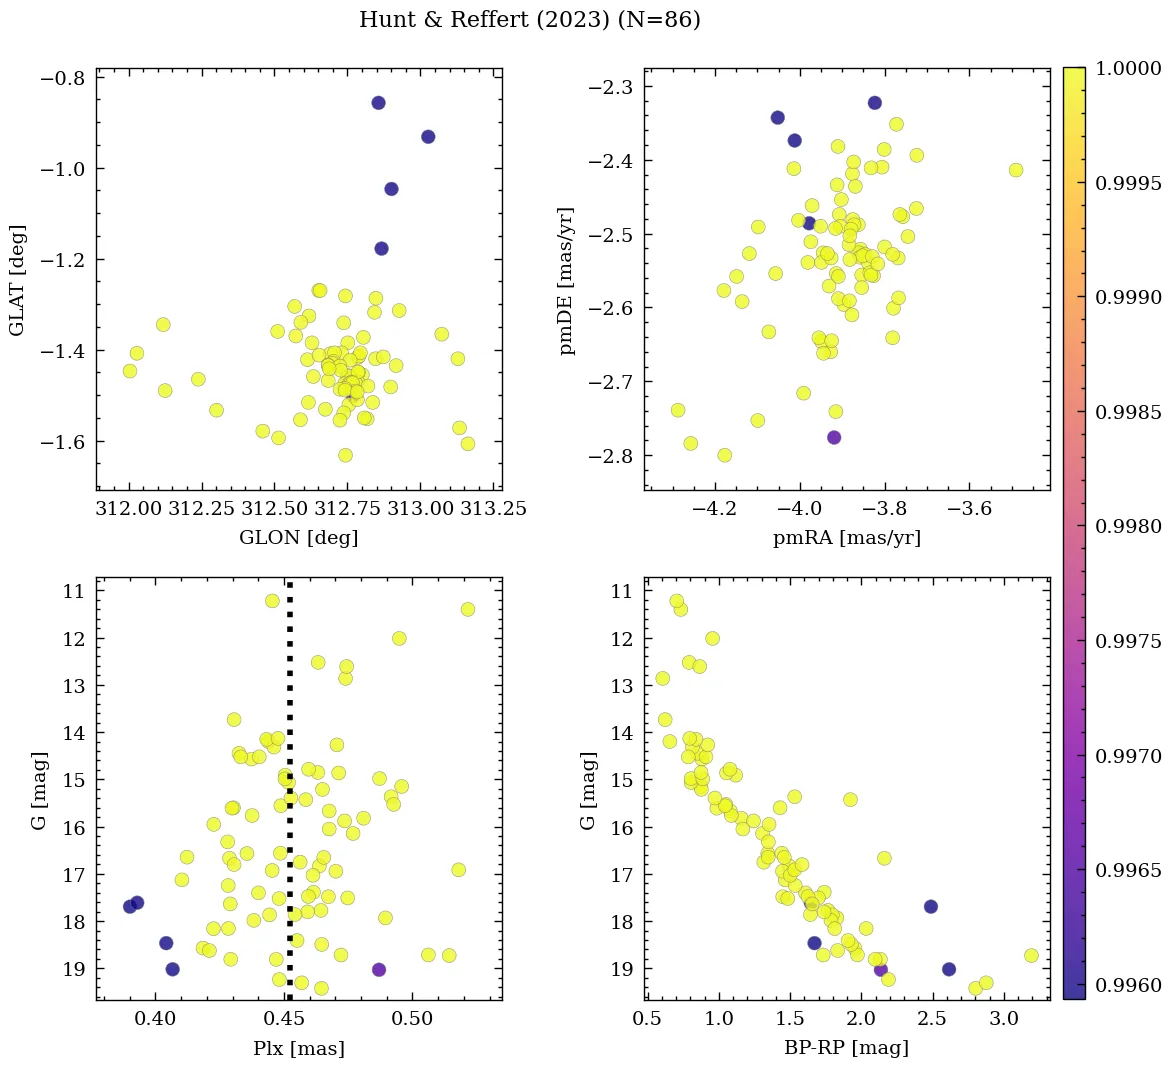 Hunt & Reffert (2023) (N=86)
−0.8
−1.0
−1.2
−1.4
−1.6
GLAT [deg]
312.00 312.25 312.50 312.75 313.00 313.25
GLON [deg]
−2.3
−2.4
−2.5
−2.6
−2.7
−2.8
pmDE [mas/yr]
−4.2 −4.0 −3.8 −3.6
pmRA [mas/yr]
11
12
13
14
15
16
17
18
19
G [mag]
0.40 0.45 0.50
Plx [mas]
11
12
13
14
15
16
17
18
19
G [mag]
0.5 1.0 1.5 2.0 2.5 3.0
BP-RP [mag]
1.0000
0.9995
0.9990
0.9985
0.9980
0.9975
0.9970
0.9965
0.9960